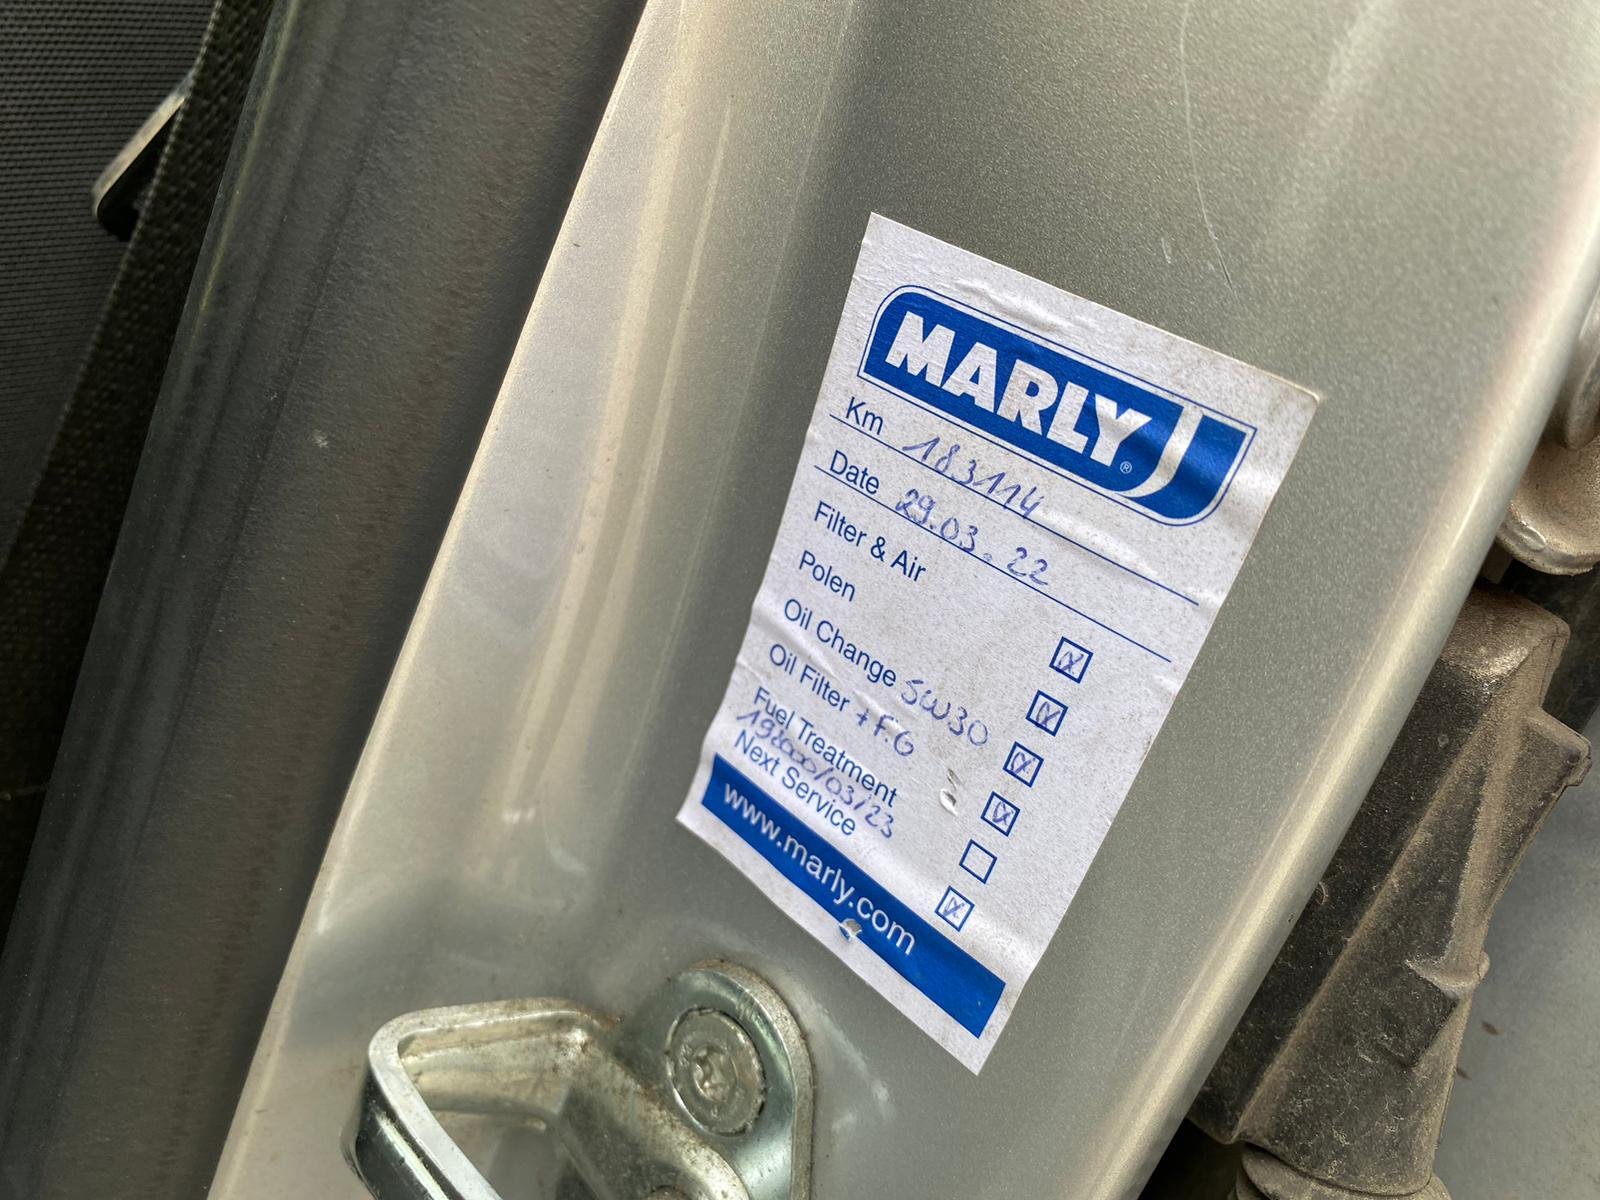 MARLY®
Km 183114
Date 29.03.22
Filter & Air
Polen
Oil Change 5W30
Oil Filter + F.G
Fuel Treatment
198000/03/23
Next Service
www.marly.com